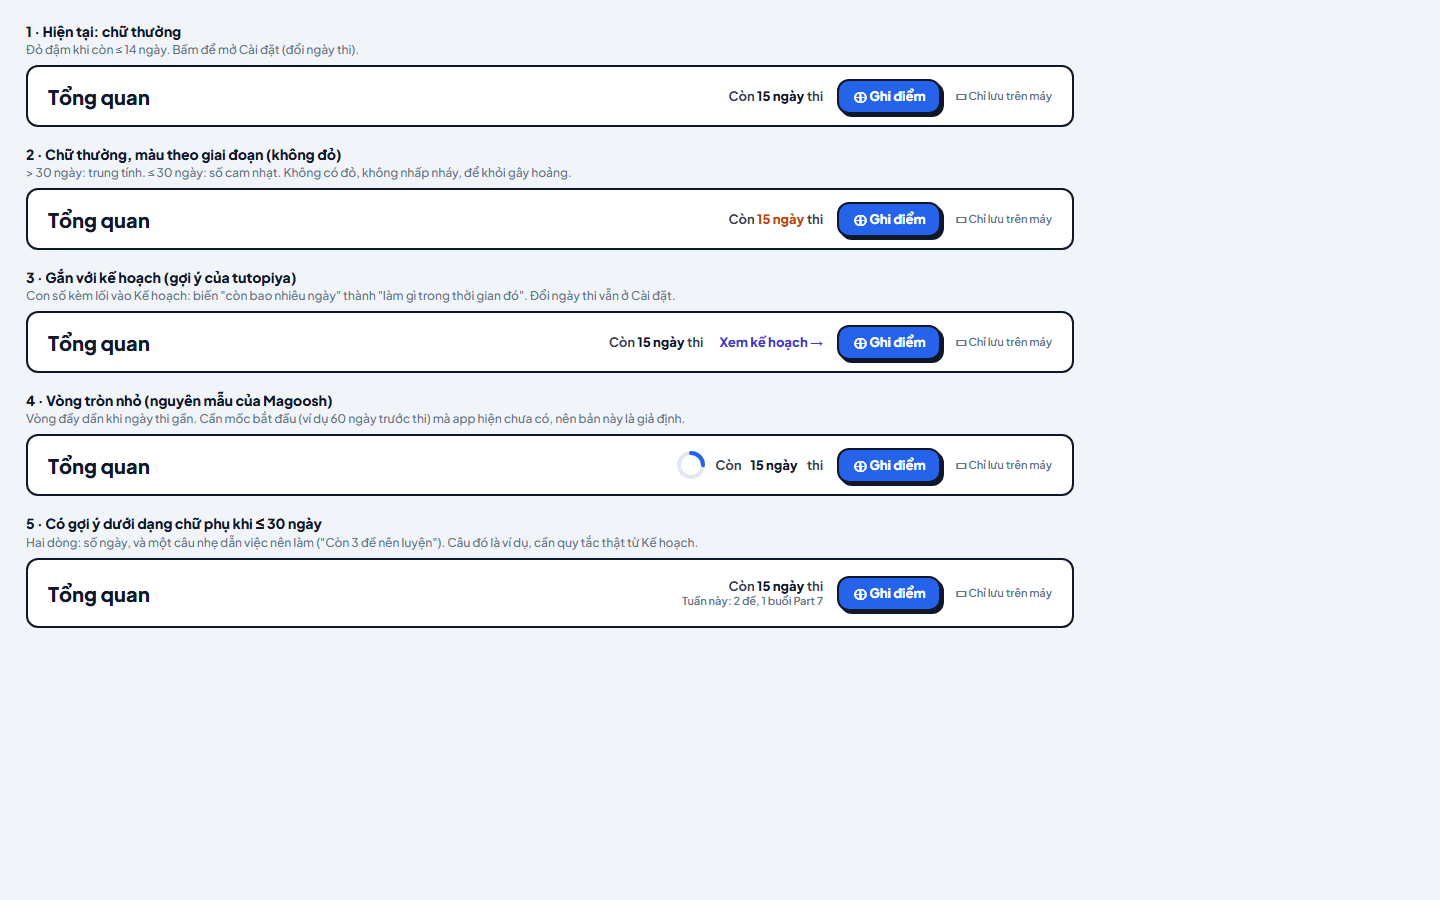 1 · Hiện tại: chữ thường
Đỏ đậm khi còn ≤ 14 ngày. Bấm để mở Cài đặt (đổi ngày thi).
Tổng quan
Còn 15 ngày thi
Ghi điểm
Chỉ lưu trên máy
2 · Chữ thường, màu theo giai đoạn (không đỏ)
> 30 ngày: trung tính. ≤ 30 ngày: số cam nhạt. Không có đỏ, không nhấp nháy, để khỏi gây hoảng.
Tổng quan
Còn 15 ngày thi
Ghi điểm
Chỉ lưu trên máy
3 · Gắn với kế hoạch (gợi ý của tutopiya)
Con số kèm lối vào Kế hoạch: biến "còn bao nhiêu ngày" thành "làm gì trong thời gian đó". Đổi ngày thi vẫn ở Cài đặt.
Tổng quan
Còn 15 ngày thi
Xem kế hoạch →
Ghi điểm
Chỉ lưu trên máy
4 · Vòng tròn nhỏ (nguyên mẫu của Magoosh)
Vòng đầy dần khi ngày thi gần. Cần mốc bắt đầu (ví dụ 60 ngày trước thi) mà app hiện chưa có, nên bản này là giả định.
Tổng quan
Còn 15 ngày thi
Ghi điểm
Chỉ lưu trên máy
5 · Có gợi ý dưới dạng chữ phụ khi ≤ 30 ngày
Hai dòng: số ngày, và một câu nhẹ dẫn việc nên làm ("Còn 3 đề nên luyện"). Câu đó là ví dụ, cần quy tắc thật từ Kế hoạch.
Tổng quan
Còn 15 ngày thi
Tuần này: 2 đề, 1 buổi Part 7
Ghi điểm
Chỉ lưu trên máy